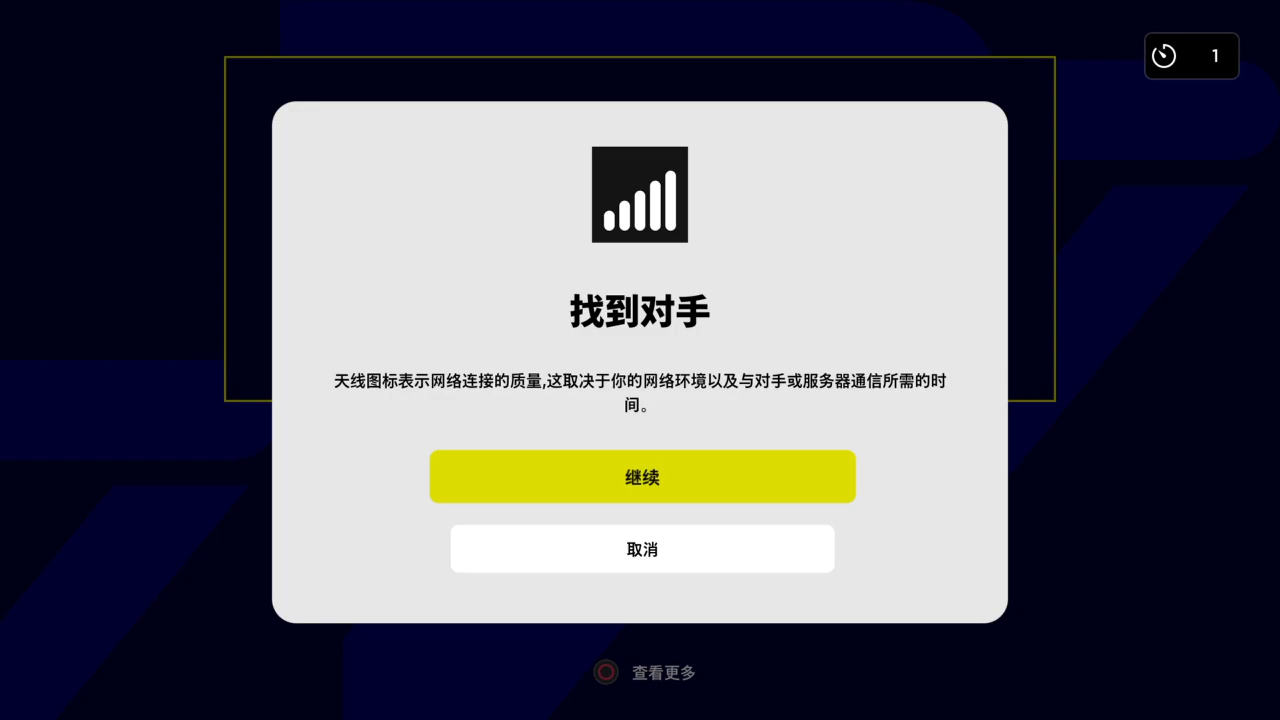 1
找到对手
天线图标表示网络连接的质量,这取决于你的网络环境以及与对手或服务器通信所需的时
间。
继续
取消
查看更多